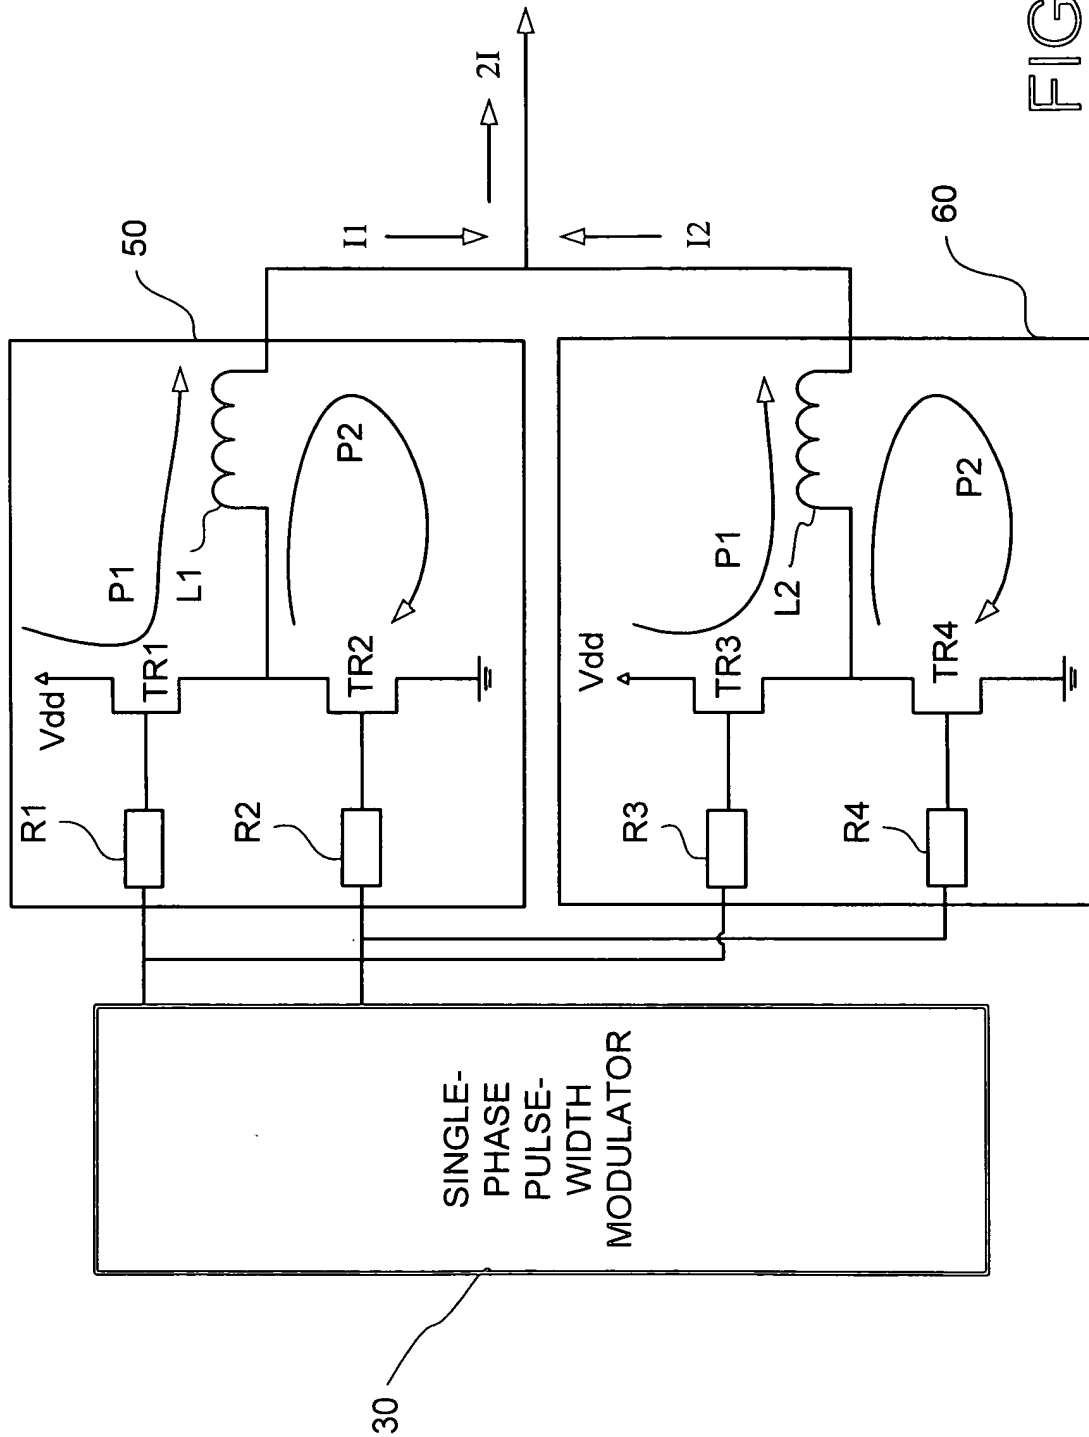 30
SINGLE-
PHASE
PULSE-
WIDTH
MODULATOR
R1
Vdd
TR1
P1
L1
50
R2
TR2
P2
I1
2I
I2
R3
Vdd
TR3
P1
L2
R4
TR4
P2
60
FIG